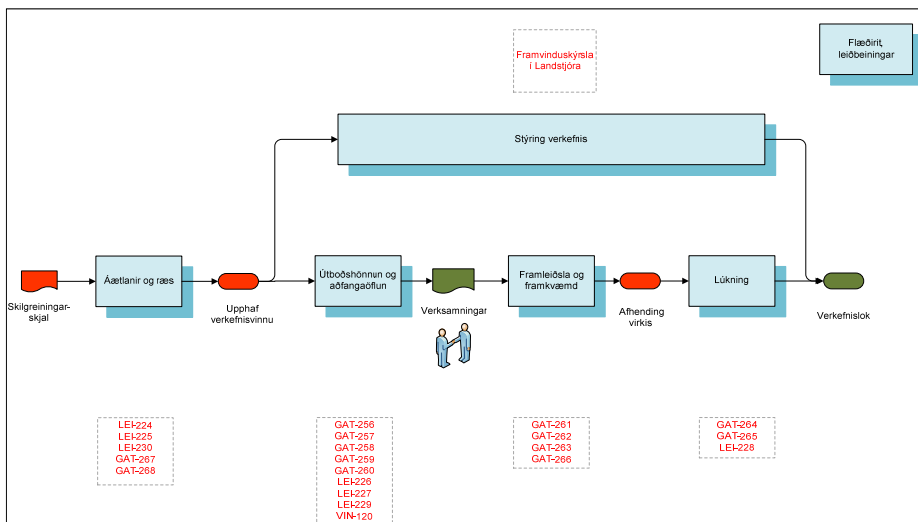 Framvinduskýrsla
í Landstjóra
Flæðirit,
leiðbeiningar
Stýring verkefnis
Skilgreiningar-
skjal
Áætlanir og ræs
Upphaf
verkefnisvinnu
Útboðshönnun og
aðfangaöflun
Verksamningar
Framleiðsla og
framkvæmd
Afhending
virkis
Lúkning
Verkefnislok
LEI-224
LEI-225
LEI-230
GAT-267
GAT-268
GAT-256
GAT-257
GAT-258
GAT-259
GAT-260
LEI-226
LEI-227
LEI-229
VIN-120
GAT-261
GAT-262
GAT-263
GAT-266
GAT-264
GAT-265
LEI-228